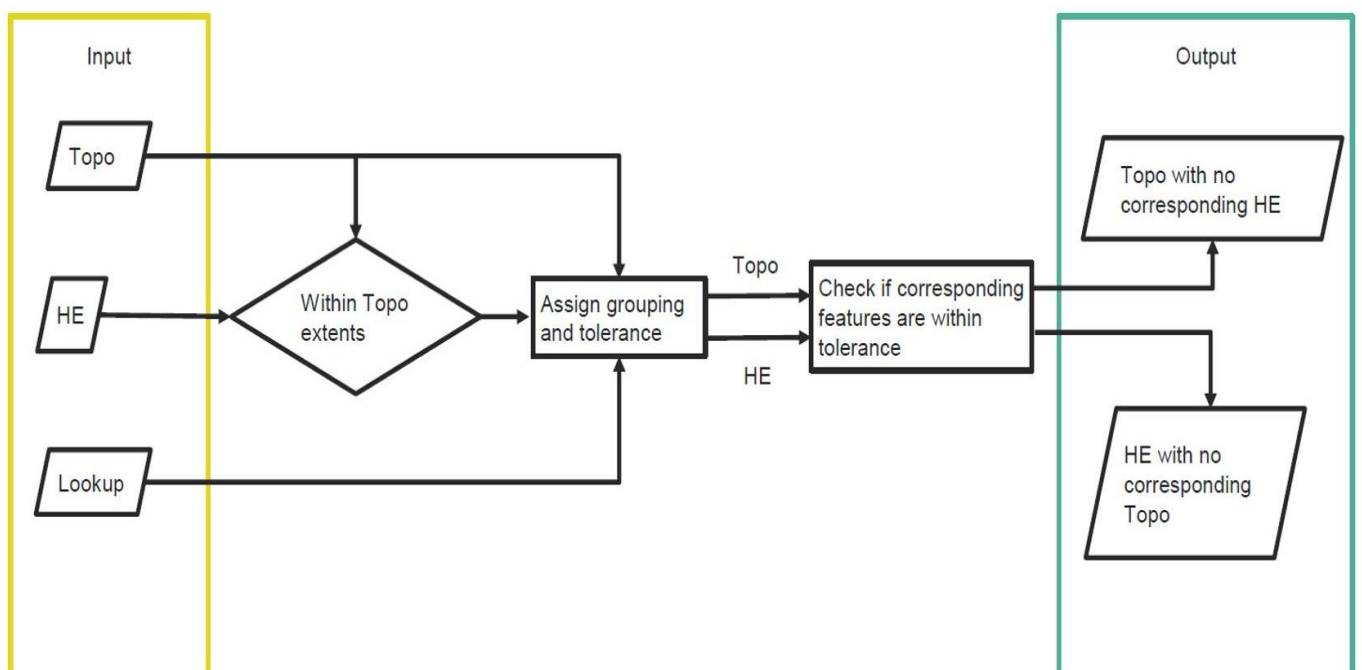 Input
Output
Topo
HE
Lookup
Within Topo
extents
Assign grouping
and tolerance
Topo
HE
Check if corresponding
features are within
tolerance
Topo with no
corresponding HE
HE with no
corresponding
Topo